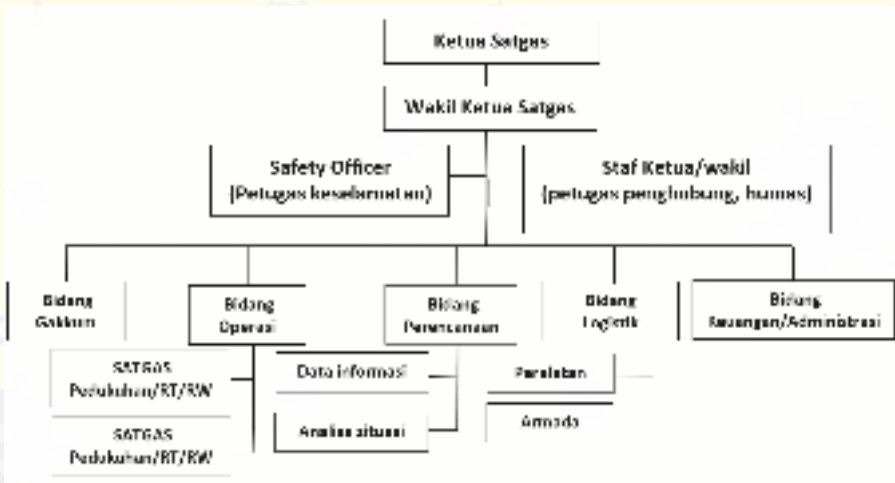 Ketua Satgas
Wakil Ketua Satgas
Safety Officer
(Petugas keselamatan)
Staf Ketua/wakil
(petugas penghubung, humas)
Bidang
Gakkum
Bidang
Operasi
Bidang
Perencanaan
Bidang
Logistik
Bidang
Keuangan/Administrasi
SATGAS
Pedukuhan/RT/RW
SATGAS
Pedukuhan/RT/RW
Data informasi
Analisa situasi
Peralatan
Armada